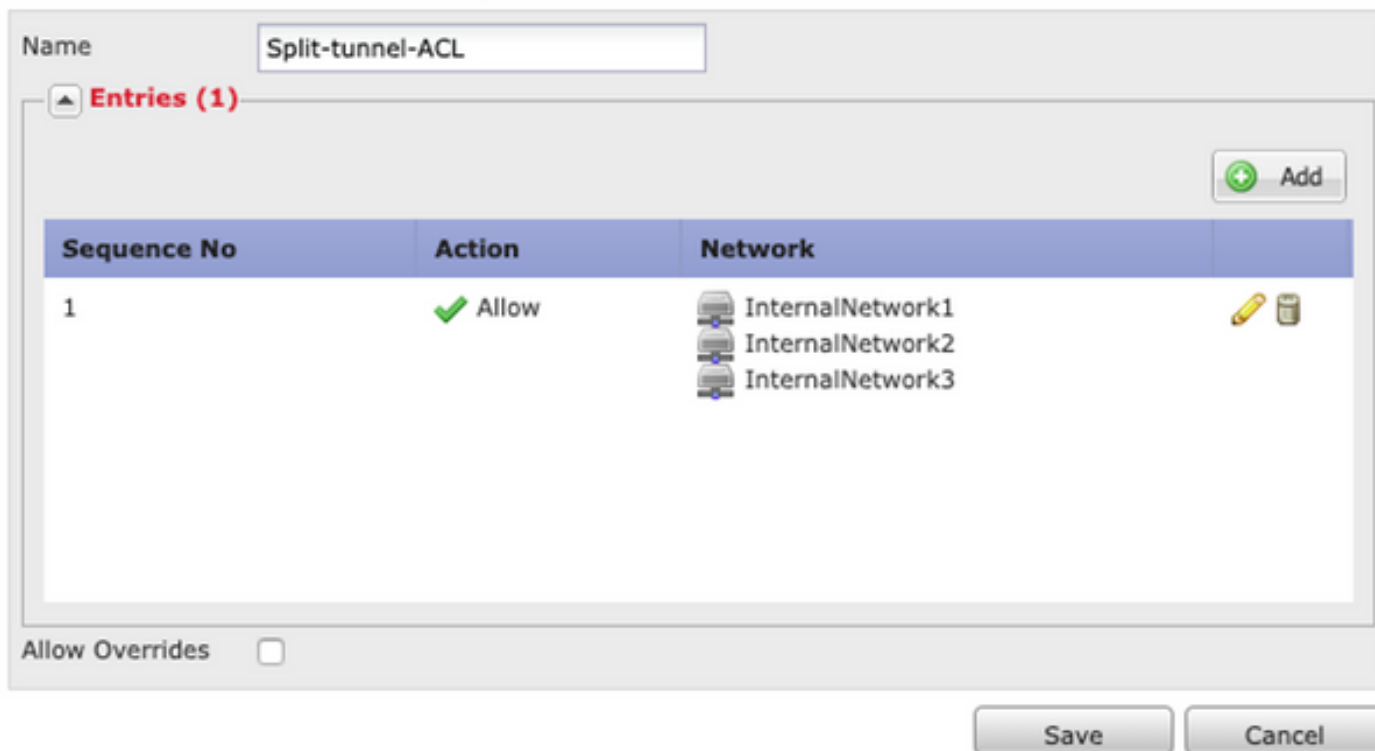 Name Split-tunnel-ACL
Entries (1)
Add
Sequence No Action Network
1 Allow InternalNetwork1
InternalNetwork2
InternalNetwork3
Allow Overrides
Save Cancel